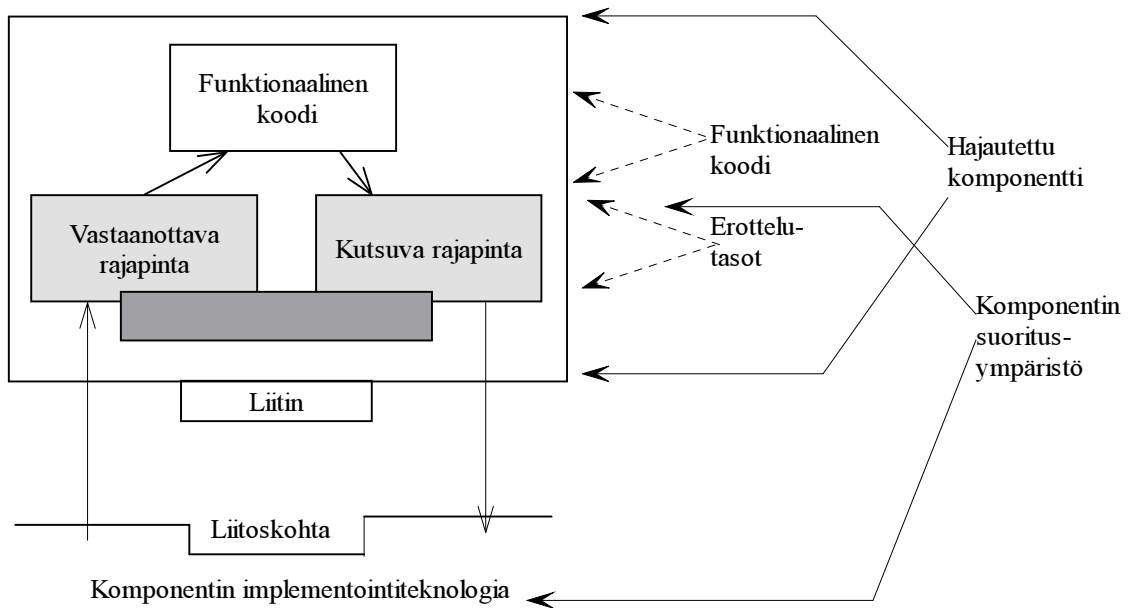 Funktionaalinen
koodi
Vastaanottava
rajapinta
Kutsuva rajapinta
Liitin
Liitoskohta
Komponentin implementointiteknologia
Funktionaalinen
koodi
Erottelu-
tasot
Hajautettu
komponentti
Komponentin
suoritus-
ympäristö